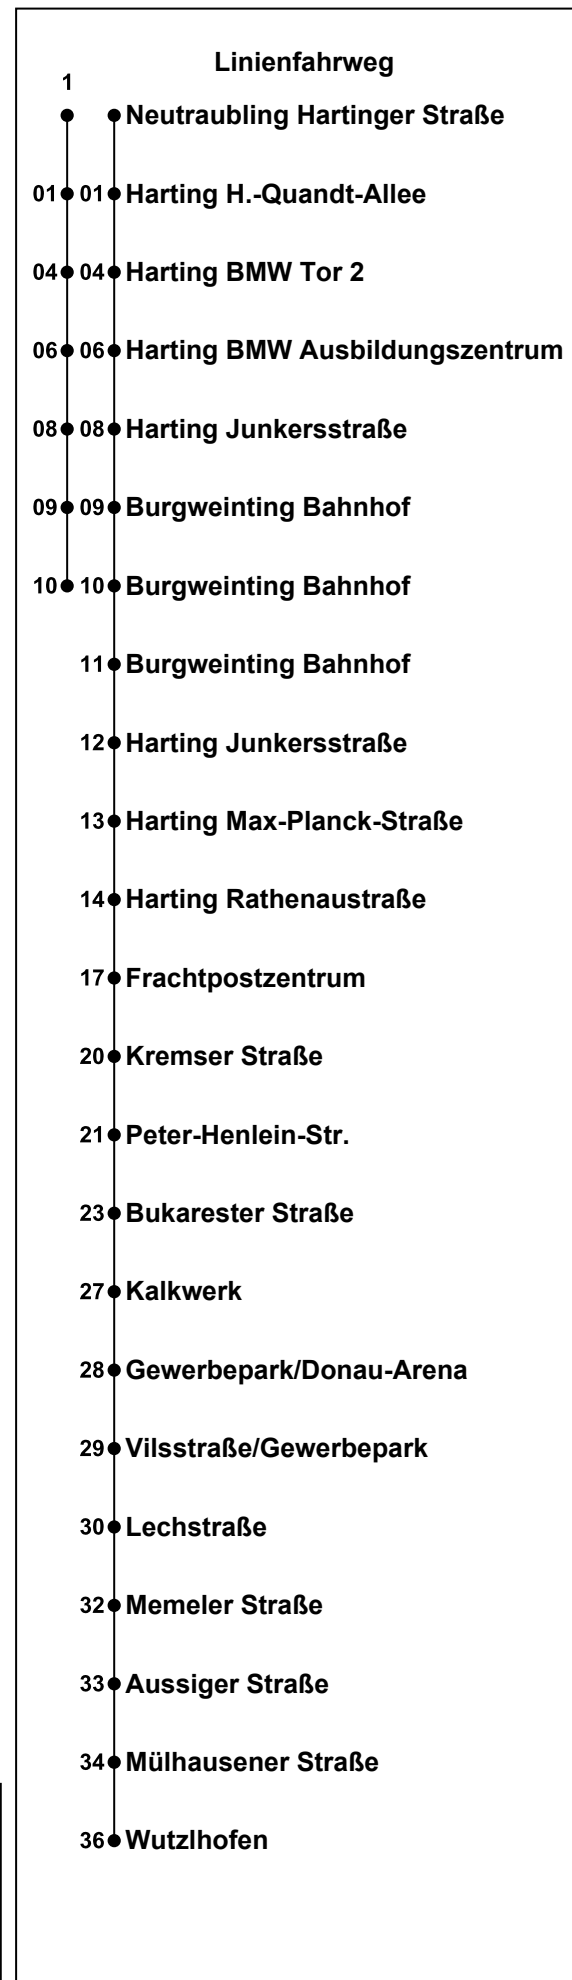 Linienfahrweg
1
Neutraubling Hartinger Straße
01 01 Harting H.-Quandt-Allee
04 04 Harting BMW Tor 2
06 06 Harting BMW Ausbildungszentrum
08 08 Harting Junkersstraße
09 09 Burgweinting Bahnhof
10 10 Burgweinting Bahnhof
11 Burgweinting Bahnhof
12 Harting Junkersstraße
13 Harting Max-Planck-Straße
14 Harting Rathenaustraße
17 Frachtpostzentrum
20 Kremser Straße
21 Peter-Henlein-Str.
23 Bukarester Straße
27 Kalkwerk
28 Gewerbepark/Donau-Arena
29 Vilsstraße/Gewerbepark
30 Lechstraße
32 Memeler Straße
33 Aussiger Straße
34 Mülhausener Straße
36 Wutzlhofen